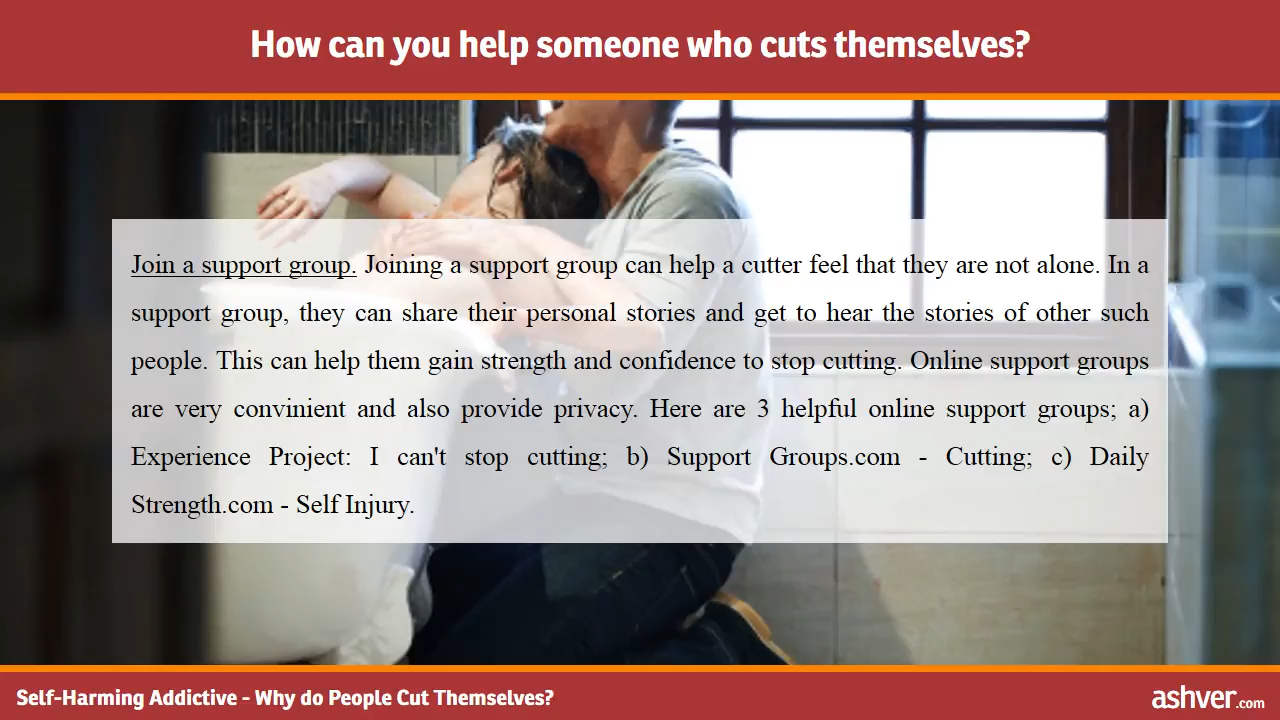 How can you help someone who cuts themselves?
Join a support group. Joining a support group can help a cutter feel that they are not alone. In a
support group, they can share their personal stories and get to hear the stories of other such
people. This can help them gain strength and confidence to stop cutting. Online support groups
are very convinient and also provide privacy. Here are 3 helpful online support groups; a)
Experience Project: I can't stop cutting; b) Support Groups.com - Cutting; c) Daily
Strength.com - Self Injury.
Self-Harming Addictive - Why do People Cut Themselves?
ashver.com